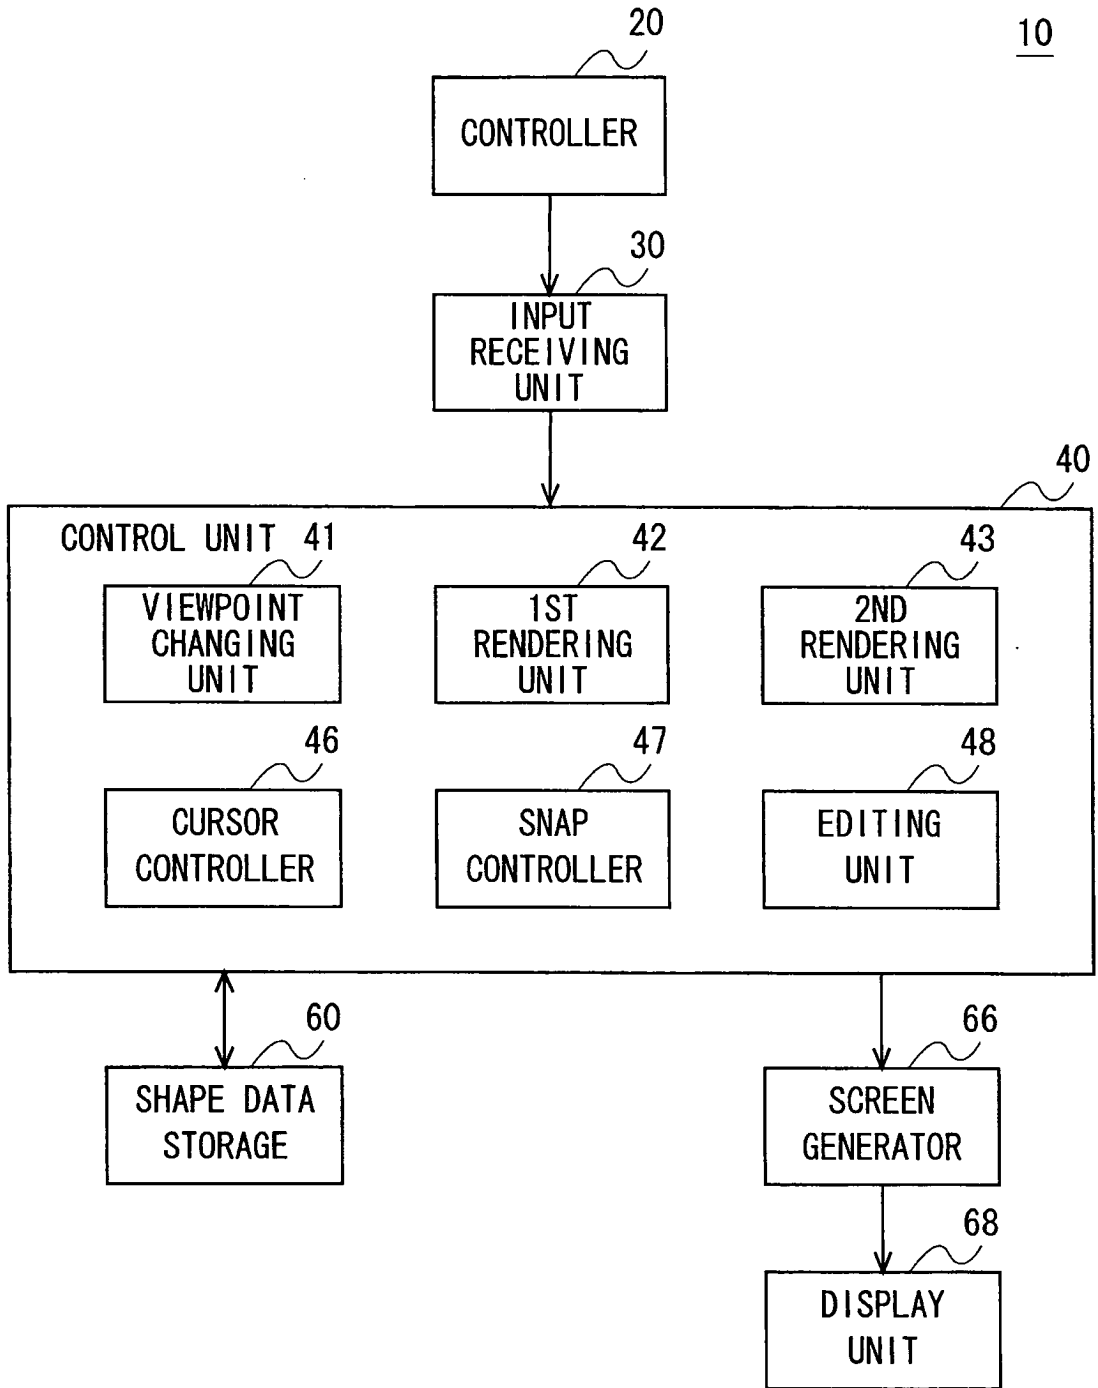 20
10
CONTROLLER
30
INPUT
RECEIVING
UNIT
40
CONTROL UNIT
41
42
43
VIEWPOINT
CHANGING
UNIT
1ST
RENDERING
UNIT
2ND
RENDERING
UNIT
46
47
48
CURSOR
CONTROLLER
SNAP
CONTROLLER
EDITING
UNIT
60
66
SHAPE DATA
STORAGE
SCREEN
GENERATOR
68
DISPLAY
UNIT